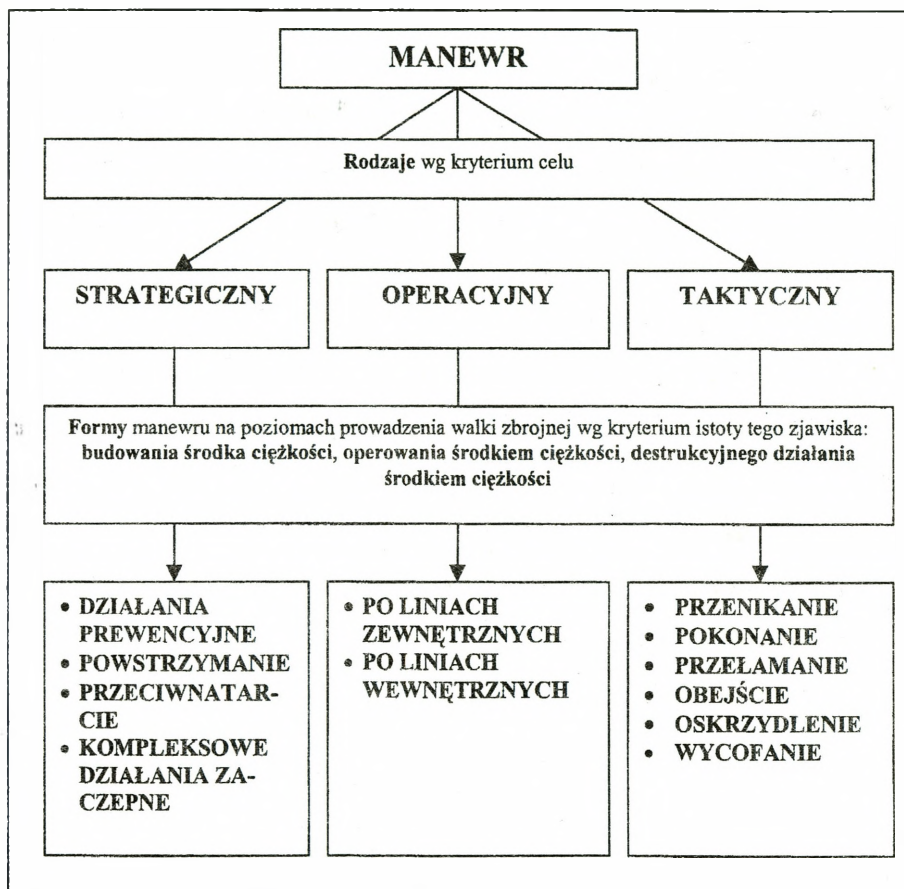 MANEWR
Rodzaje wg kryterium celu
STRATEGICZNY
OPERACYJNY
TAKTYCZNY
Formy manewru na poziomach prowadzenia walki zbrojnej wg kryterium istoty tego zjawiska:
budowania środka ciężkości, operowania środkiem ciężkości, destrukcyjnego działania
środkiem ciężkości
• DZIAŁANIA
PREWENCYJNE
• POWSTRZYMANIE
• PRZECIWNATAR-
CIE
• KOMPLEKSOWE
DZIAŁANIA ZA-
CZEPNE
• PO LINIACH
ZEWNĘTRZNYCH
• PO LINIACH
WEWNĘTRZNYCH
• PRZENIKANIE
• POKONANIE
• PRZEŁAMANIE
• OBEJŚCIE
• OSKRZYDLENIE
• WYCOFANIE